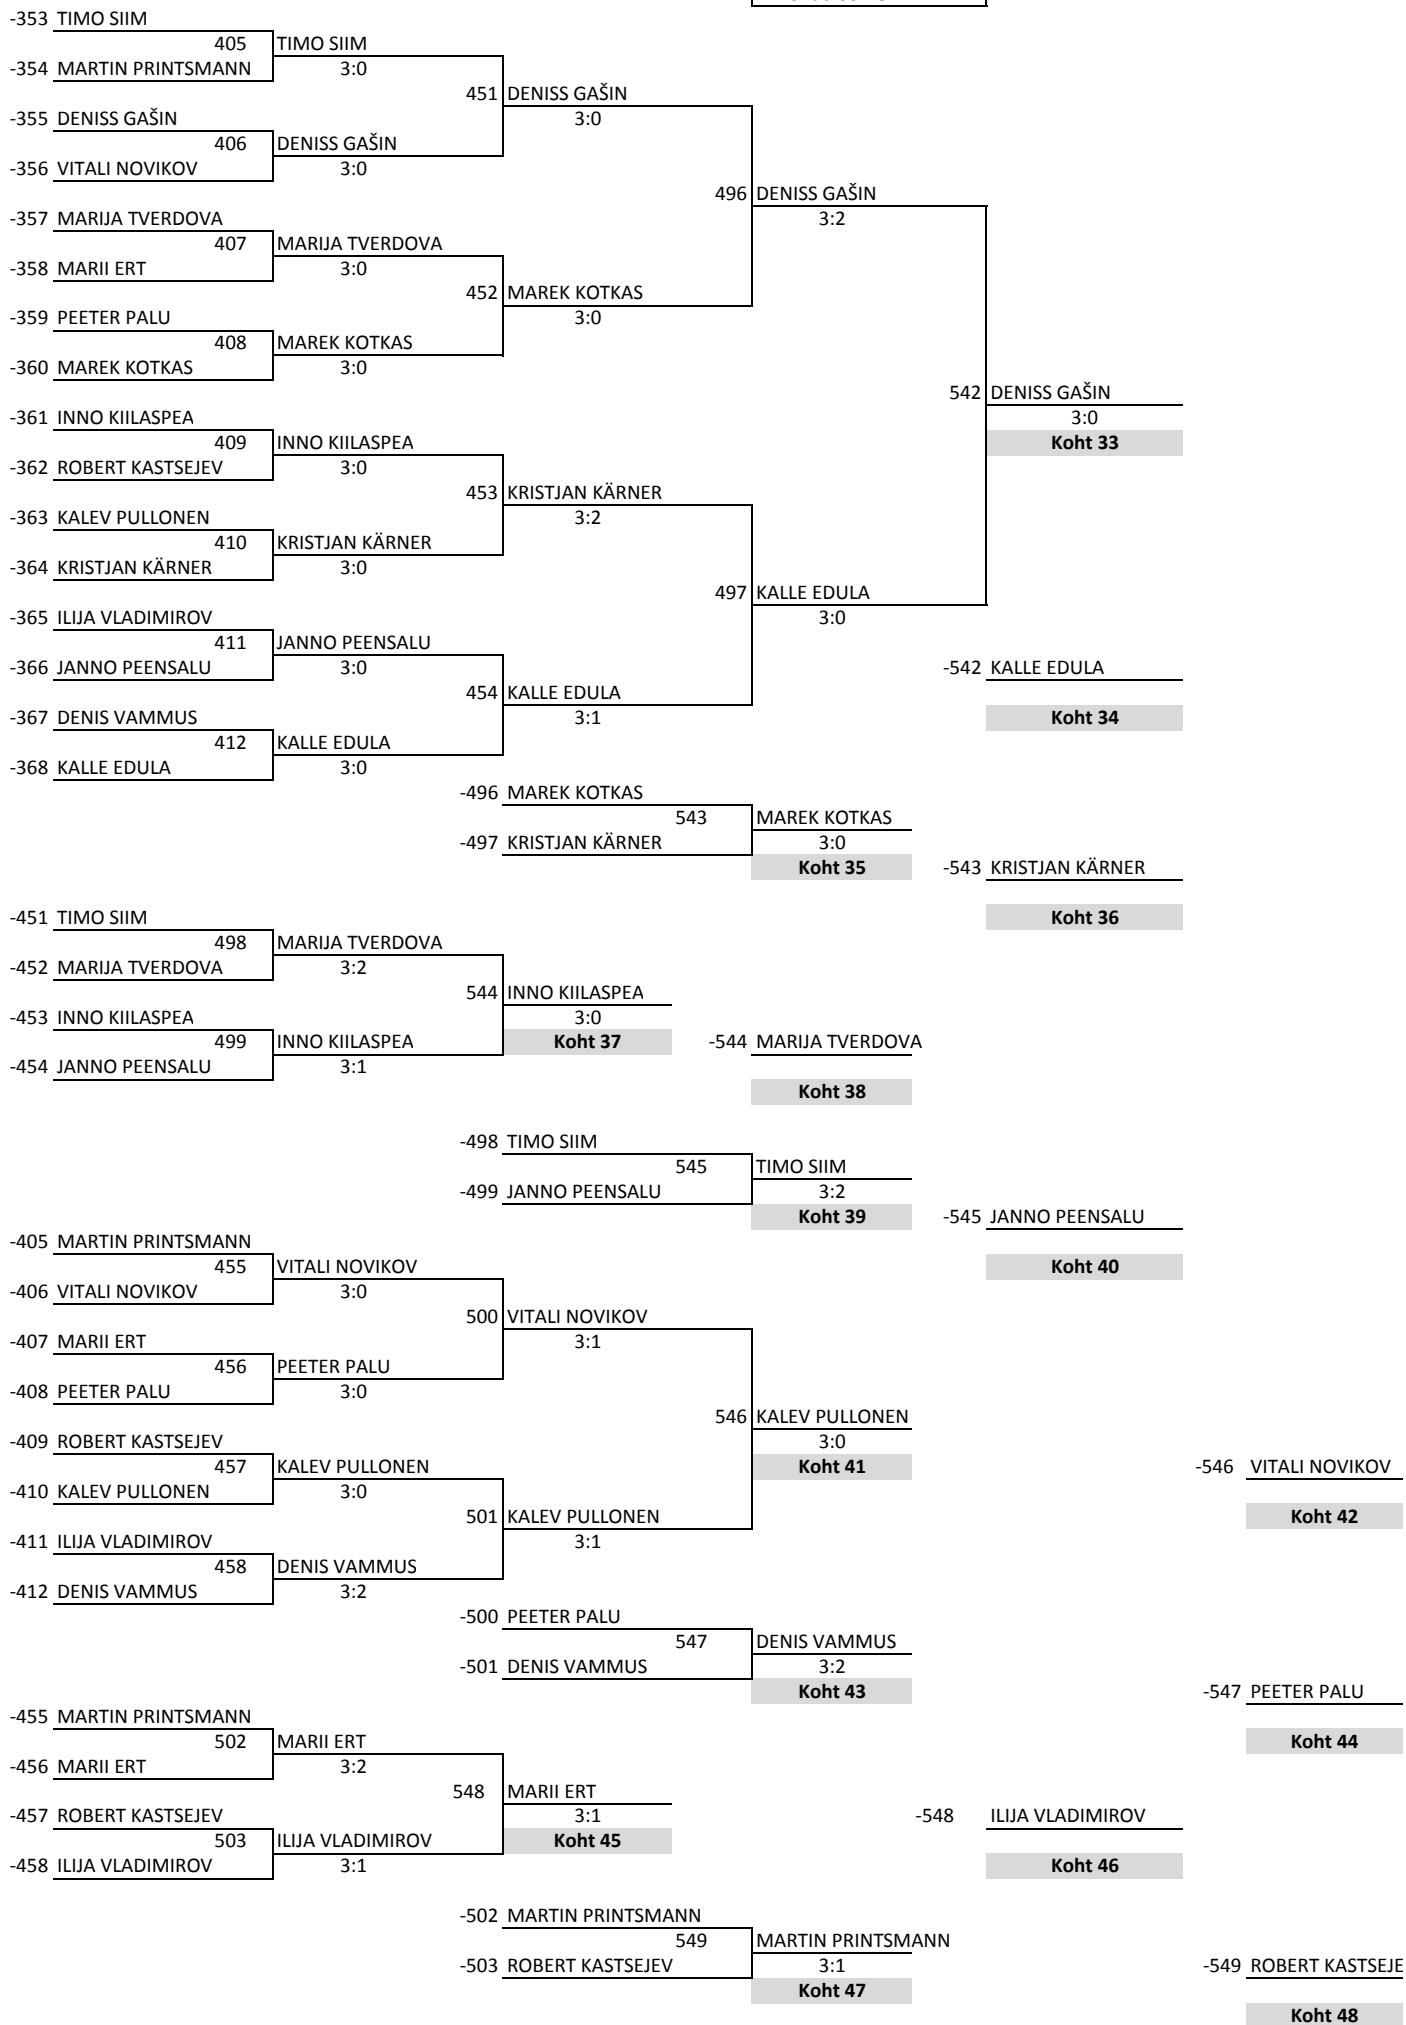 -353 TIMO SIIM
405 TIMO SIIM
-354 MARTIN PRINTSMANN 3:0
451 DENISS GAŠIN
-355 DENISS GAŠIN 3:0
406 DENISS GAŠIN
-356 VITALI NOVIKOV 3:0
496 DENISS GAŠIN
-357 MARIJA TVERDOVA 3:2
407 MARIJA TVERDOVA
-358 MARII ERT 3:0
452 MAREK KOTKAS
-359 PEETER PALU 3:0
408 MAREK KOTKAS
-360 MAREK KOTKAS 3:0
542 DENISS GAŠIN
-361 INNO KIILASPEA 3:0
409 INNO KIILASPEA Koht 33
-362 ROBERT KASTSEJEV 3:0
453 KRISTJAN KÄRNER
-363 KALEV PULLONEN 3:2
410 KRISTJAN KÄRNER
-364 KRISTJAN KÄRNER 3:0
497 KALLE EDULA
-365 ILIJA VLADIMIROV 3:0
411 JANNO PEENSALU
-366 JANNO PEENSALU 3:0 -542 KALLE EDULA
454 KALLE EDULA
-367 DENIS VAMMUS 3:1 Koht 34
412 KALLE EDULA
-368 KALLE EDULA 3:0
-496 MAREK KOTKAS
543 MAREK KOTKAS
-497 KRISTJAN KÄRNER 3:0
Koht 35 -543 KRISTJAN KÄRNER
-451 TIMO SIIM Koht 36
498 MARIJA TVERDOVA
-452 MARIJA TVERDOVA 3:2
544 INNO KIILASPEA
-453 INNO KIILASPEA 3:0
499 INNO KIILASPEA Koht 37 -544 MARIJA TVERDOVA
-454 JANNO PEENSALU 3:1
Koht 38
-498 TIMO SIIM
545 TIMO SIIM
-499 JANNO PEENSALU 3:2
Koht 39 -545 JANNO PEENSALU
-405 MARTIN PRINTSMANN
455 VITALI NOVIKOV Koht 40
-406 VITALI NOVIKOV 3:0
500 VITALI NOVIKOV
-407 MARII ERT 3:1
456 PEETER PALU
-408 PEETER PALU 3:0
546 KALEV PULLONEN
-409 ROBERT KASTSEJEV 3:0
457 KALEV PULLONEN Koht 41 -546 VITALI NOVIKOV
-410 KALEV PULLONEN 3:0
501 KALEV PULLONEN Koht 42
-411 ILIJA VLADIMIROV 3:1
458 DENIS VAMMUS
-412 DENIS VAMMUS 3:2
-500 PEETER PALU
547 DENIS VAMMUS
-501 DENIS VAMMUS 3:2
Koht 43 -547 PEETER PALU
-455 MARTIN PRINTSMANN
502 MARII ERT Koht 44
-456 MARII ERT 3:2
548 MARII ERT
-457 ROBERT KASTSEJEV 3:1 -548 ILIJA VLADIMIROV
503 ILIJA VLADIMIROV Koht 45
-458 ILIJA VLADIMIROV 3:1 Koht 46
-502 MARTIN PRINTSMANN
549 MARTIN PRINTSMANN
-503 ROBERT KASTSEJEV 3:1 -549 ROBERT KASTSEJE
Koht 47
Koht 48